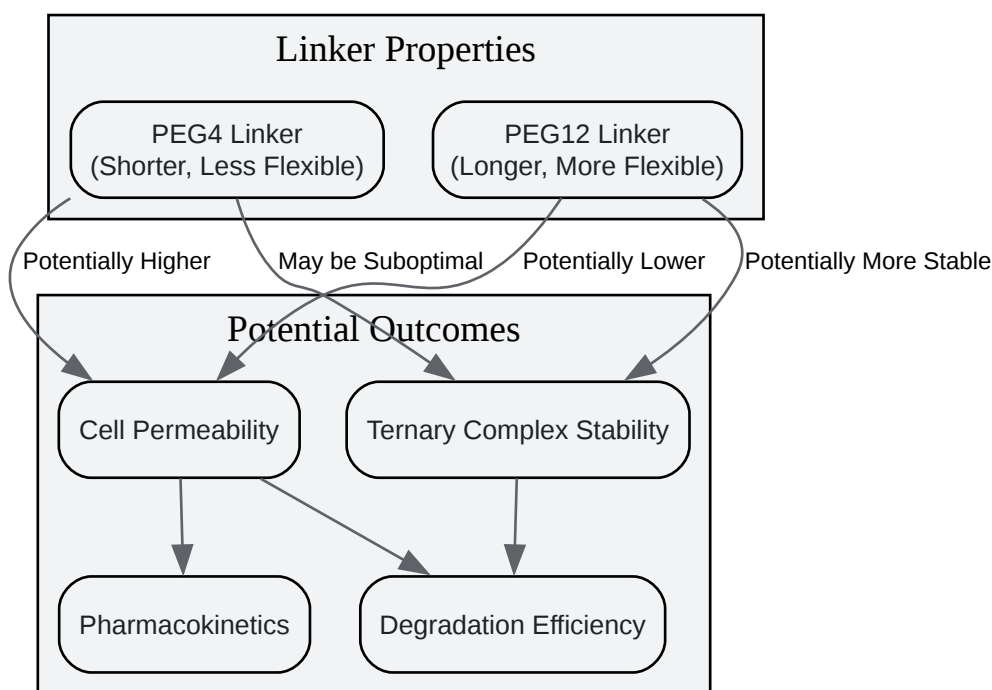 Linker Properties
PEG4 Linker
(Shorter, Less Flexible)
PEG12 Linker
(Longer, More Flexible)
Potentially Higher
May be Suboptimal
Potentially Lower
Potentially More Stable
Potential Outcomes
Cell Permeability
Ternary Complex Stability
Pharmacokinetics
Degradation Efficiency